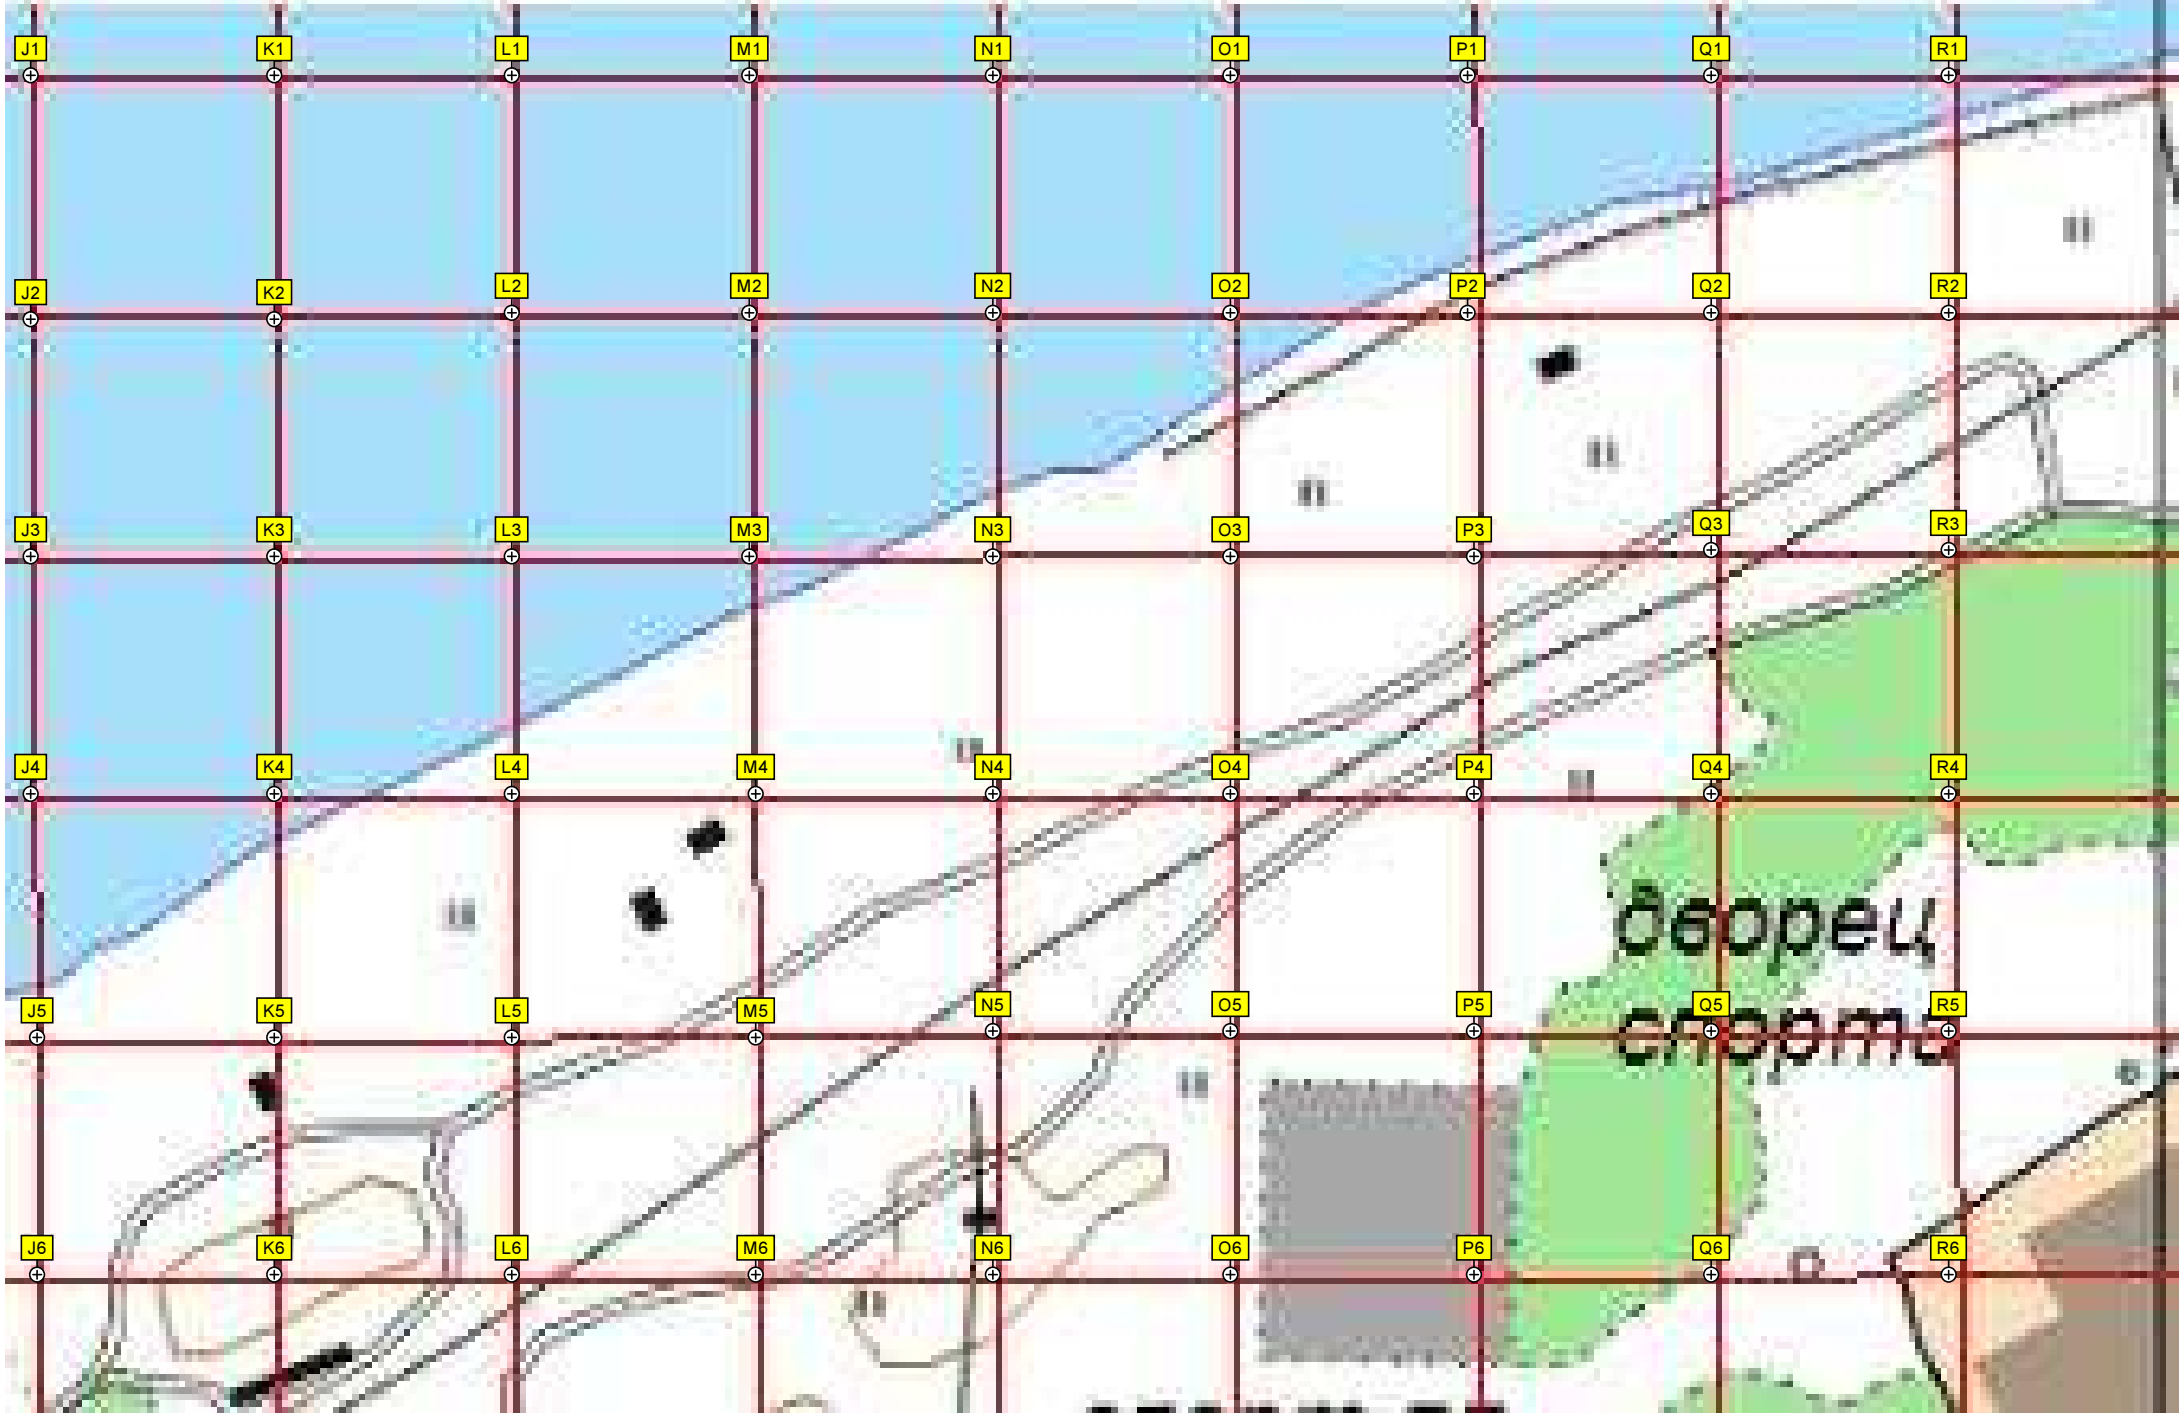 J1 K1 L1 M1 N1 O1 P1 Q1 R1
J2 K2 L2 M2 N2 O2 P2 Q2 R2
J3 K3 L3 M3 N3 O3 P3 Q3 R3
J4 K4 L4 M4 N4 O4 P4 Q4 R4
дворец
J5 K5 L5 M5 N5 O5 P5 Q5 R5
спорта
J6 K6 L6 M6 N6 O6 P6 Q6 R6